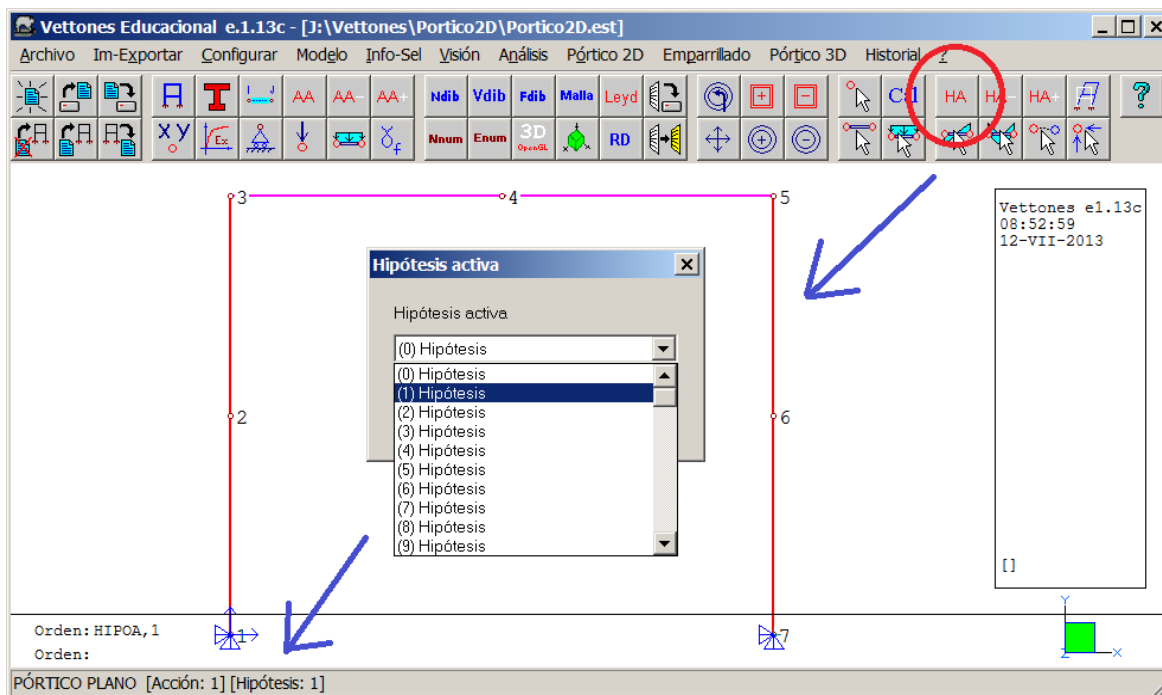 Vettones Educacional e.1.13c - [J:\Vettones\Portico2D\Portico2D.est]
Archivo Im-Exportar Configurar Modelo Info-Sel Visión Análisis Pórtico 2D Emparrillado Pórtico 3D Historial ?
AA AA- AA+ Ndib Vdib Fdib Malla Leyd HA HA- HA+ ?
X Y Ex f Nnum Enum 3D OpenGL RD
3 4 5
Vettones e1.13c
08:52:59
12-VII-2013
Hipótesis activa
Hipótesis activa
(0) Hipótesis
(0) Hipótesis
(1) Hipótesis
(2) Hipótesis
(3) Hipótesis
(4) Hipótesis
(5) Hipótesis
(6) Hipótesis
(7) Hipótesis
(8) Hipótesis
(9) Hipótesis
2 6
[]
Y
Z X
Orden:HIPOA,1
1 7
Orden:
PÓRTICO PLANO [Acción: 1] [Hipótesis: 1]